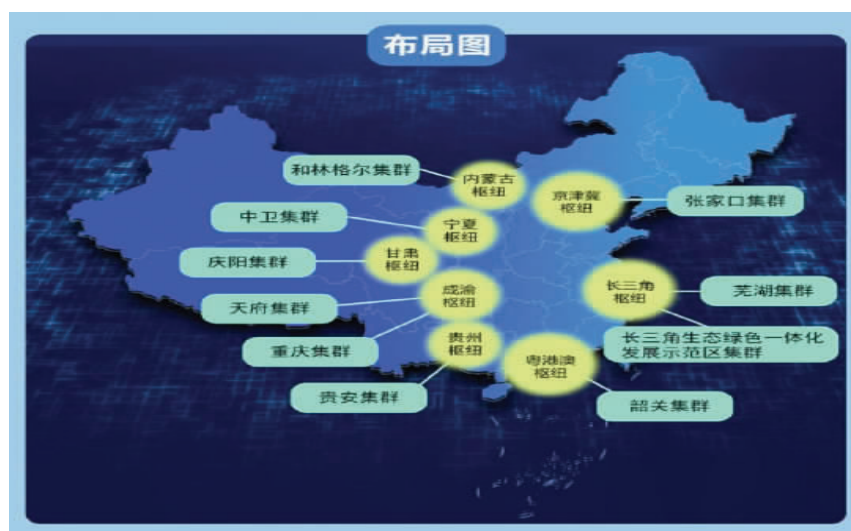 布局图
和林格尔集群
内蒙古
枢纽
京津冀
枢纽
张家口集群
中卫集群
宁夏
枢纽
庆阳集群
甘肃
枢纽
天府集群
成渝
枢纽
长三角
枢纽
芜湖集群
重庆集群
贵州
枢纽
粤港澳
枢纽
长三角生态绿色一体化
发展示范区集群
贵安集群
韶关集群